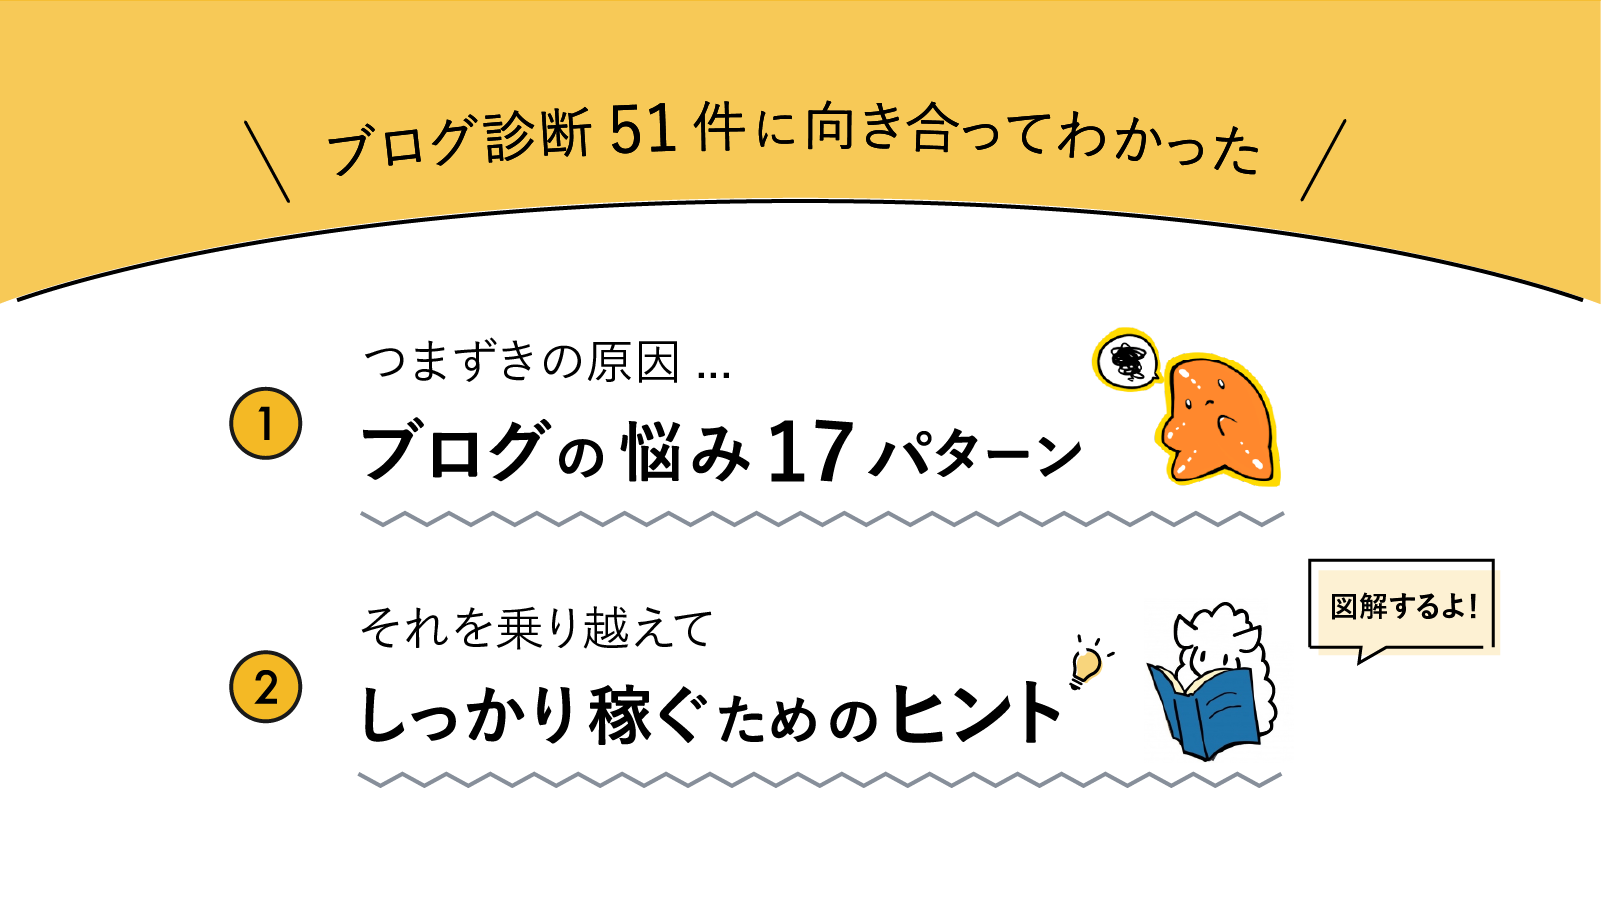 ブログ診断 51 件に向き合ってわかった
つまずきの原因 ...
1
ブログの悩み 17 パターン
図解するよ!
それを乗り越えて
2
しっかり稼ぐためのヒント